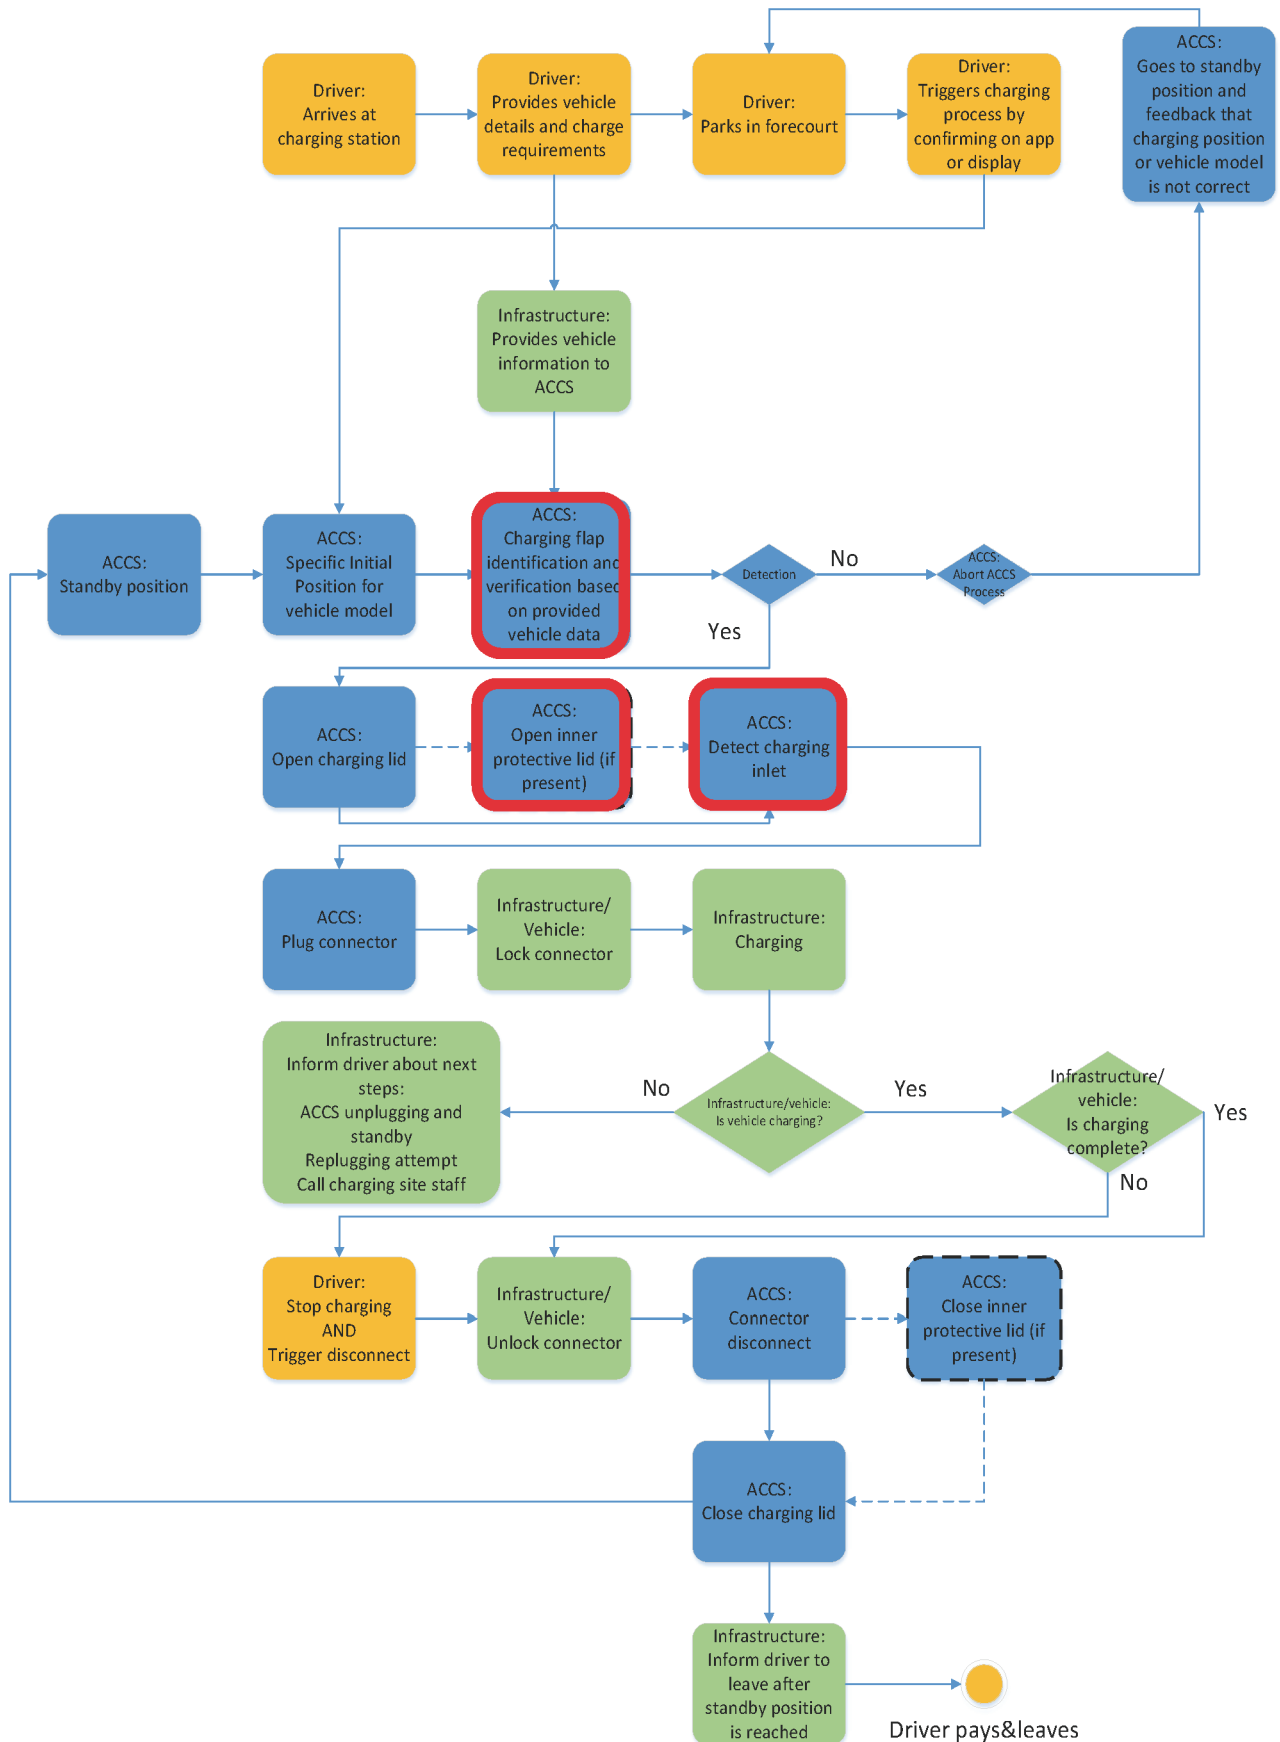 Driver:
Arrives at
charging station
Driver:
Provides vehicle
details and charge
requirements
Driver:
Parks in forecourt
Driver:
Triggers charging
process by
confirming on app
or display
ACCS:
Goes to standby
position and
feedback that
charging position
or vehicle model
is not correct
Infrastructure:
Provides vehicle
information to
ACCS
ACCS:
Standby position
ACCS:
Specific Initial
Position for
vehicle model
ACCS:
Charging flap
identification and
verification based
on provided
vehicle data
Detection
No
ACCS:
Abort ACCS
Process
Yes
ACCS:
Open charging lid
ACCS:
Open inner
protective lid (if
present)
ACCS:
Detect charging
inlet
ACCS:
Plug connector
Infrastructure/
Vehicle:
Lock connector
Infrastructure:
Charging
Infrastructure:
Inform driver about next
steps:
ACCS unplugging and
standby
Replugging attempt
Call charging site staff
No
Infrastructure/vehicle:
Is vehicle charging?
Yes
Infrastructure/
vehicle:
Is charging
complete?
Yes
No
Driver:
Stop charging
AND
Trigger disconnect
Infrastructure/
Vehicle:
Unlock connector
ACCS:
Connector
disconnect
ACCS:
Close inner
protective lid (if
present)
ACCS:
Close charging lid
Infrastructure:
Inform driver to
leave after
standby position
is reached
Driver pays&leaves